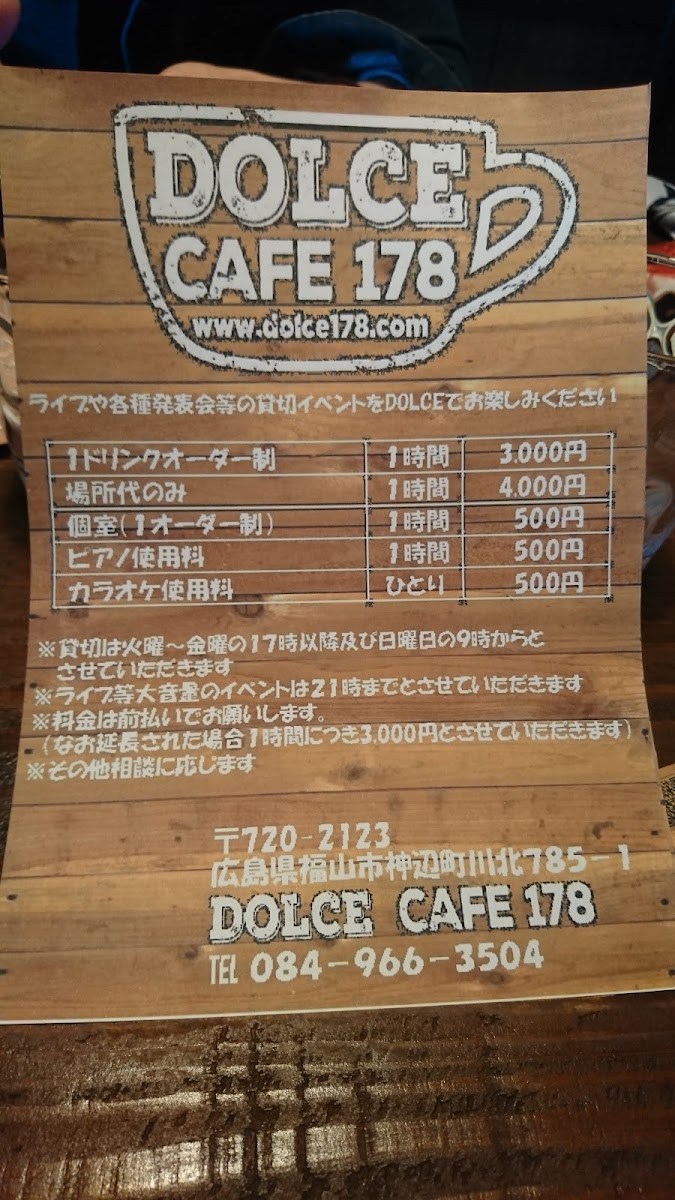 DOLCE
CAFE 178
www.dolce178.com
ライブや各種発表会等の貸切イベントをDOLCEでお楽しみください
1ドリンクオーダー制 1時間 3.000円
場所代のみ 1時間 4.000円
個室(1オーダー制) 1時間 500円
ピアノ使用料 1時間 500円
カラオケ使用料 ひとり 500円
※貸切は火曜～金曜の17時以降及び日曜日の9時からと
させていただきます
※ライブ等大音量のイベントは21時までとさせていただきます
※料金は前払いでお願いします。
(なお延長された場合1時間につき3.000円とさせていただきます)
※その他相談に応じます
〒720-2123
広島県福山市神辺町川北785-1
DOLCE CAFE 178
TEL 084-966-3504